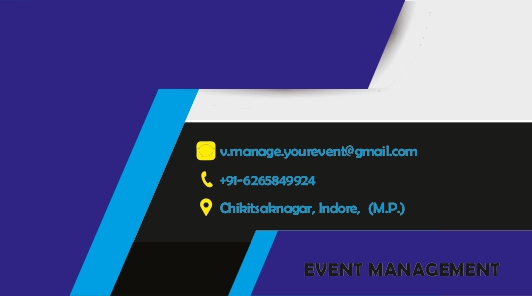 v.manage.yourevent@gmail.com
+91-6265849924
Chikitsaknagar, Indore, (M.P.)
EVENT MANAGEMENT